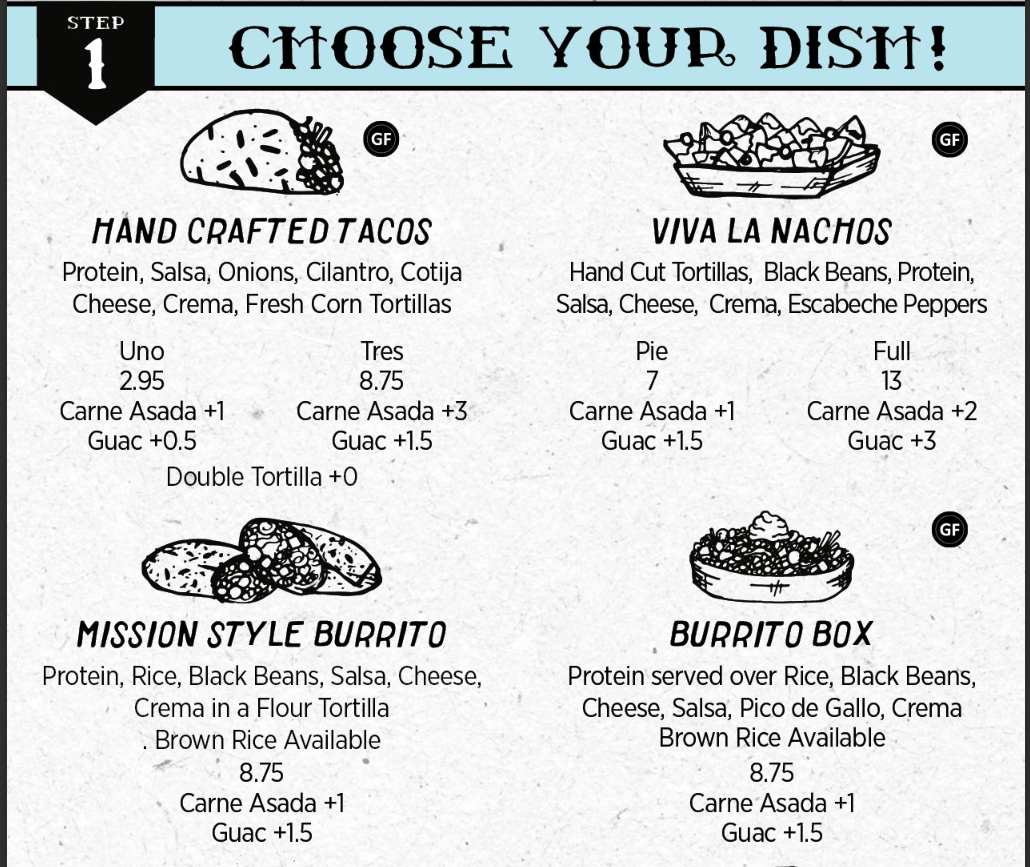 STEP
1
CHOOSE YOUR DISH!
GF
HAND CRAFTED TACOS
Protein, Salsa, Onions, Cilantro, Cotija
Cheese, Crema, Fresh Corn Tortillas
Uno
2.95
Carne Asada +1
Guac +0.5
Tres
8.75
Carne Asada +3
Guac +1.5
Double Tortilla +0
GF
VIVA LA NACHOS
Hand Cut Tortillas, Black Beans, Protein,
Salsa, Cheese, Crema, Escabeche Peppers
Pie
7
Carne Asada +1
Guac +1.5
Full
13
Carne Asada +2
Guac +3
MISSION STYLE BURRITO
Protein, Rice, Black Beans, Salsa, Cheese,
Crema in a Flour Tortilla
. Brown Rice Available
8.75
Carne Asada +1
Guac +1.5
GF
BURRITO BOX
Protein served over Rice, Black Beans,
Cheese, Salsa, Pico de Gallo, Crema
Brown Rice Available
8.75
Carne Asada +1
Guac +1.5